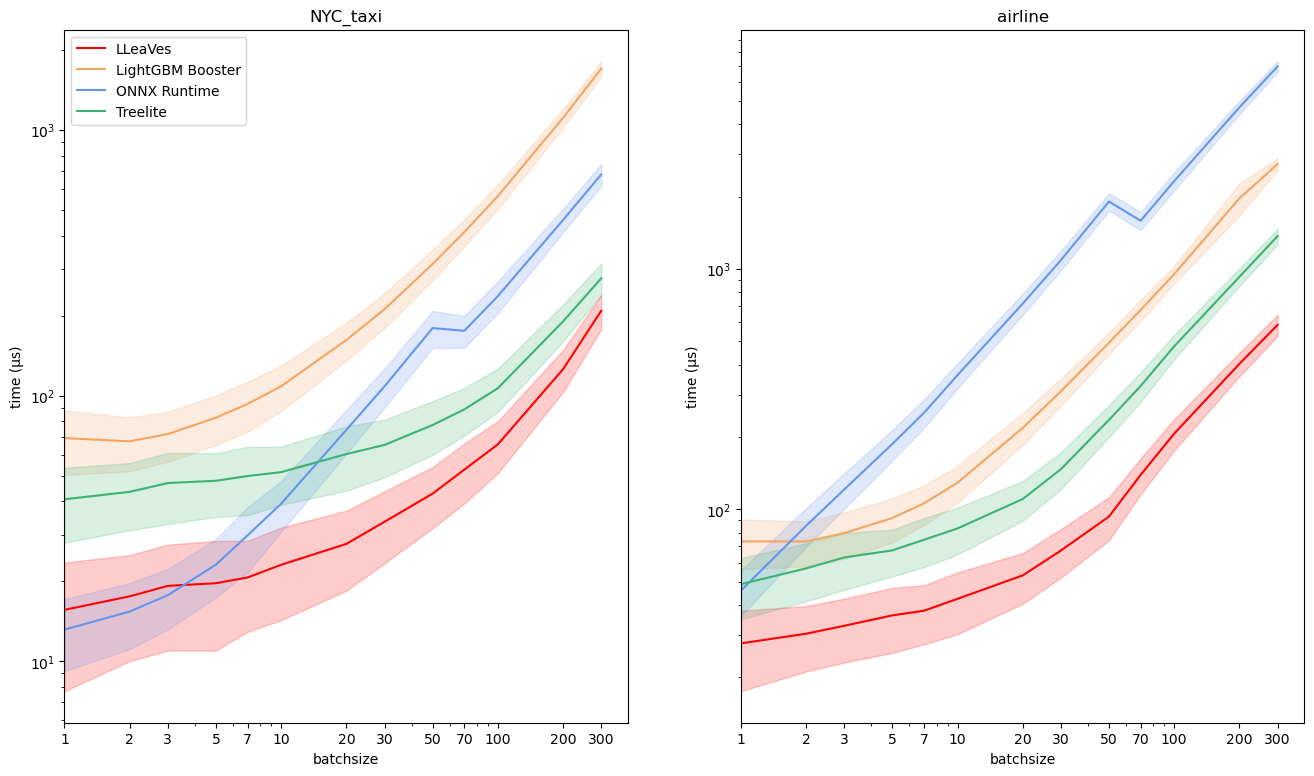 NYC_taxi
airline
LLeaVes
LightGBM Booster
ONNX Runtime
Treelite
time (µs)
10³
10²
10¹
1 2 3 5 7 10 20 30 50 70 100 200 300
batchsize
time (µs)
10³
10²
1 2 3 5 7 10 20 30 50 70 100 200 300
batchsize